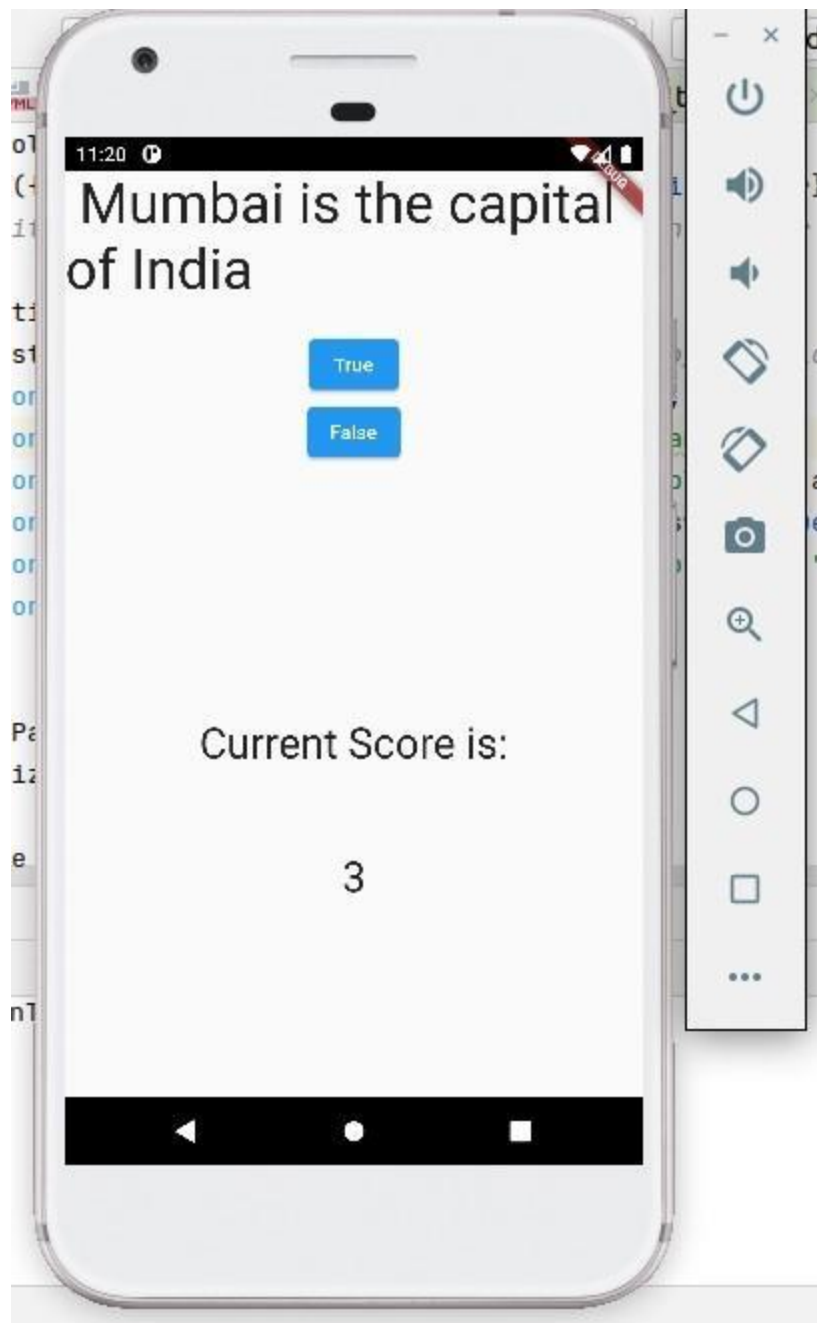 11:20
DEBUG
Mumbai is the capital
of India
True
False
Current Score is:
3